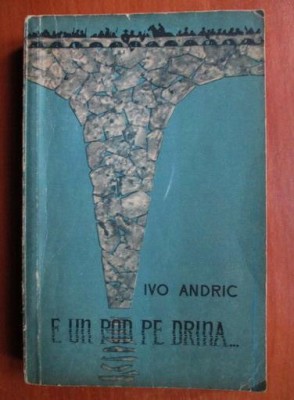 IVO ANDRIC
E UN POD PE DRINA...